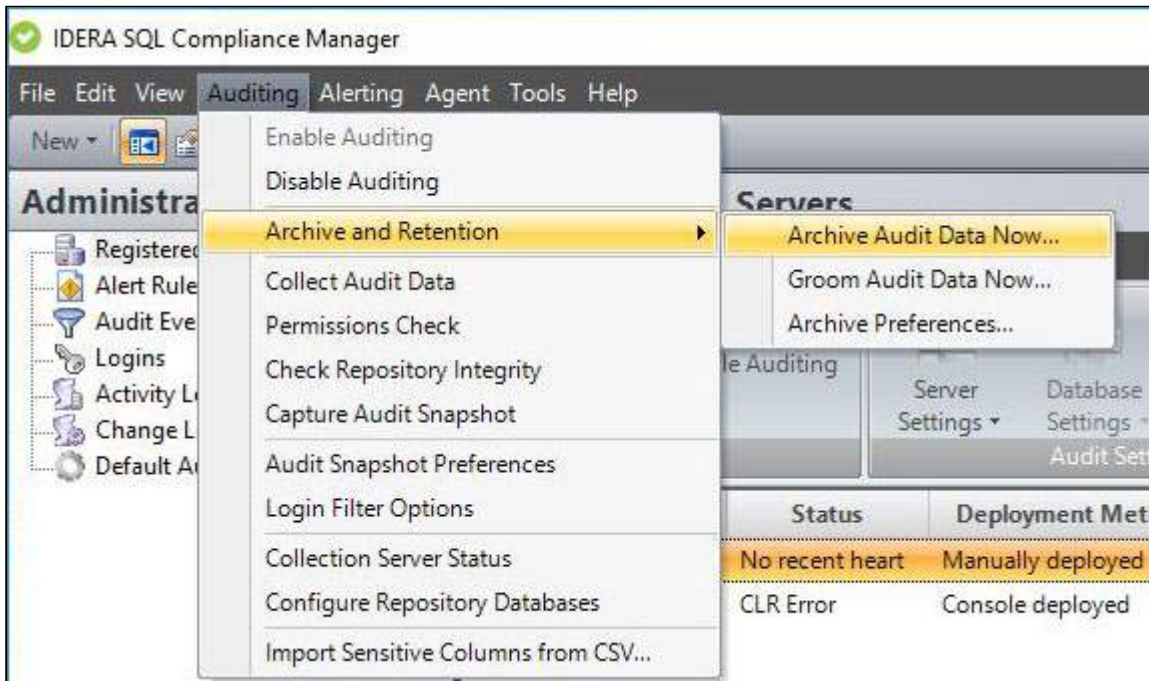 IDERA SQL Compliance Manager
File Edit View Auditing Alerting Agent Tools Help
New
Enable Auditing
Disable Auditing
Archive and Retention
Collect Audit Data
Permissions Check
Check Repository Integrity
Capture Audit Snapshot
Audit Snapshot Preferences
Login Filter Options
Collection Server Status
Configure Repository Databases
Import Sensitive Columns from CSV...
Archive Audit Data Now...
Groom Audit Data Now...
Archive Preferences...
Administra
Registered
Alert Rule
Audit Eve
Logins
Activity L
Change L
Default A
Servers
le Auditing
Server
Settings
Database
Settings
Audit Sett
Status Deployment Met
No recent heart Manually deployed
CLR Error Console deployed